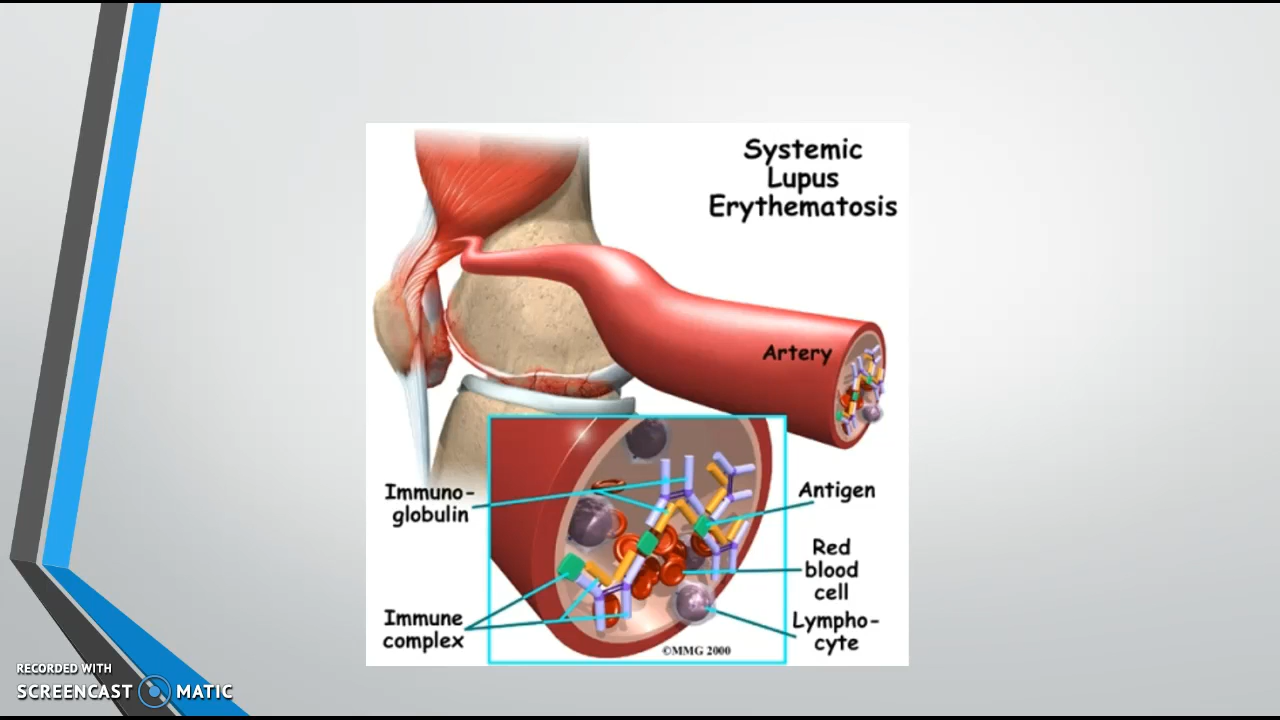 Systemic
Lupus
Erythematosis
Artery
Immuno-
globulin
Antigen
Red
blood
cell
Immune
complex
Lympho-
cyte
©MMG 2000
RECORDED WITH
SCREENCAST MATIC